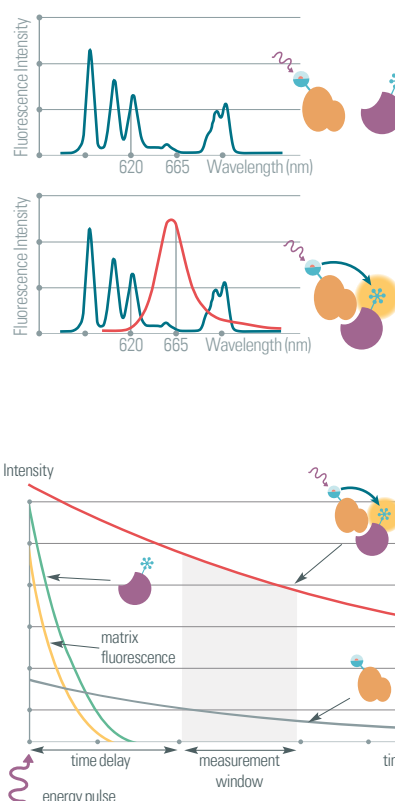 Fluorescence Intensity
620
665
Wavelength (nm)
Fluorescence Intensity
620
665
Wavelength (nm)
Intensity
matrix
fluorescence
time delay
measurement
window
energy pulse